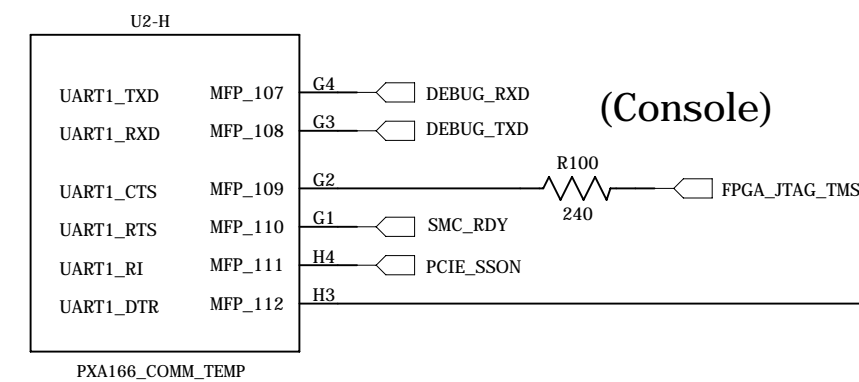 U2-H
UART1_TXD MFP_107 G4 DEBUG_RXD
(Console)
UART1_RXD MFP_108 G3 DEBUG_TXD
R100
UART1_CTS MFP_109 G2 FPGA_JTAG_TMS
240
UART1_RTS MFP_110 G1 SMC_RDY
UART1_RI MFP_111 H4 PCIE_SSON
UART1_DTR MFP_112 H3
PXA166_COMM_TEMP